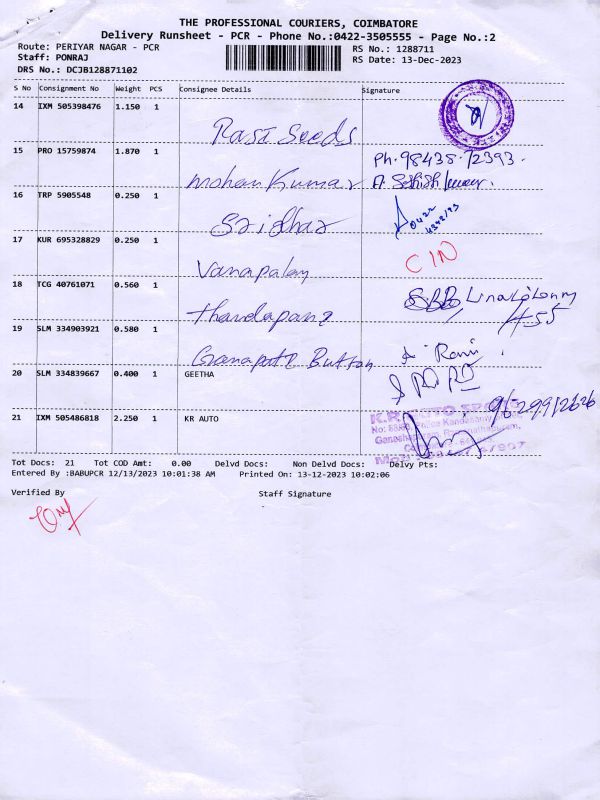 THE PROFESSIONAL COURIERS, COIMBATORE
Delivery Runsheet - PCR - Phone No.:0422-3505555 - Page No.:2
Route: PERIYAR NAGAR - PCR
RS No.: 1288711
Staff: PONRAJ
RS Date: 13-Dec-2023
DRS No.: DCJB128871102
S No Consignment No Weight PCS Consignee Details Signature
14 IXM 505398476 1.150 1 Rasi Seeds
15 PRO 15759874 1.870 1 Mohan Kumar Ph. 98438.72393.
16 TRP 5905548 0.250 1 Sridhar
17 KUR 695328829 0.250 1 Vanapalam CIN
18 TCG 40761071 0.560 1 Thandapani
19 SLM 334903921 0.580 1 Ganapati Button
20 SLM 334839667 0.400 1 GEETHA
21 IXM 505486818 2.250 1 KR AUTO
Tot Docs: 21 Tot COD Amt: 0.00 Delvd Docs: Non Delvd Docs: Delvy Pts:
Entered By :BABUPCR 12/13/2023 10:01:38 AM Printed On: 13-12-2023 10:02:06
Verified By Staff Signature